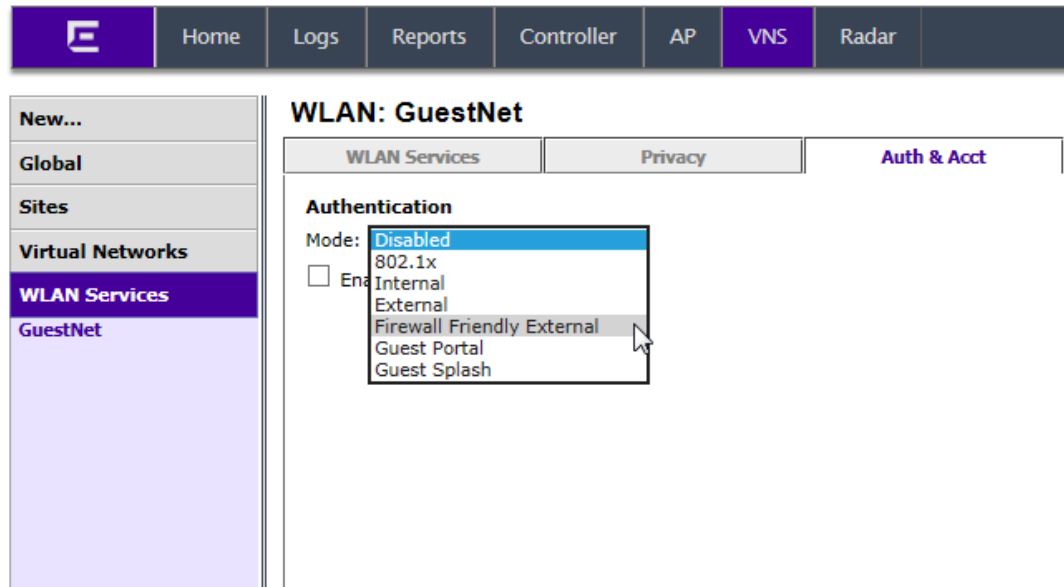 Home Logs Reports Controller AP VNS Radar
New...
Global
Sites
Virtual Networks
WLAN Services
GuestNet
WLAN: GuestNet
WLAN Services Privacy Auth & Acct
Authentication
Mode: Disabled
802.1x
Internal
External
Firewall Friendly External
Guest Portal
Guest Splash